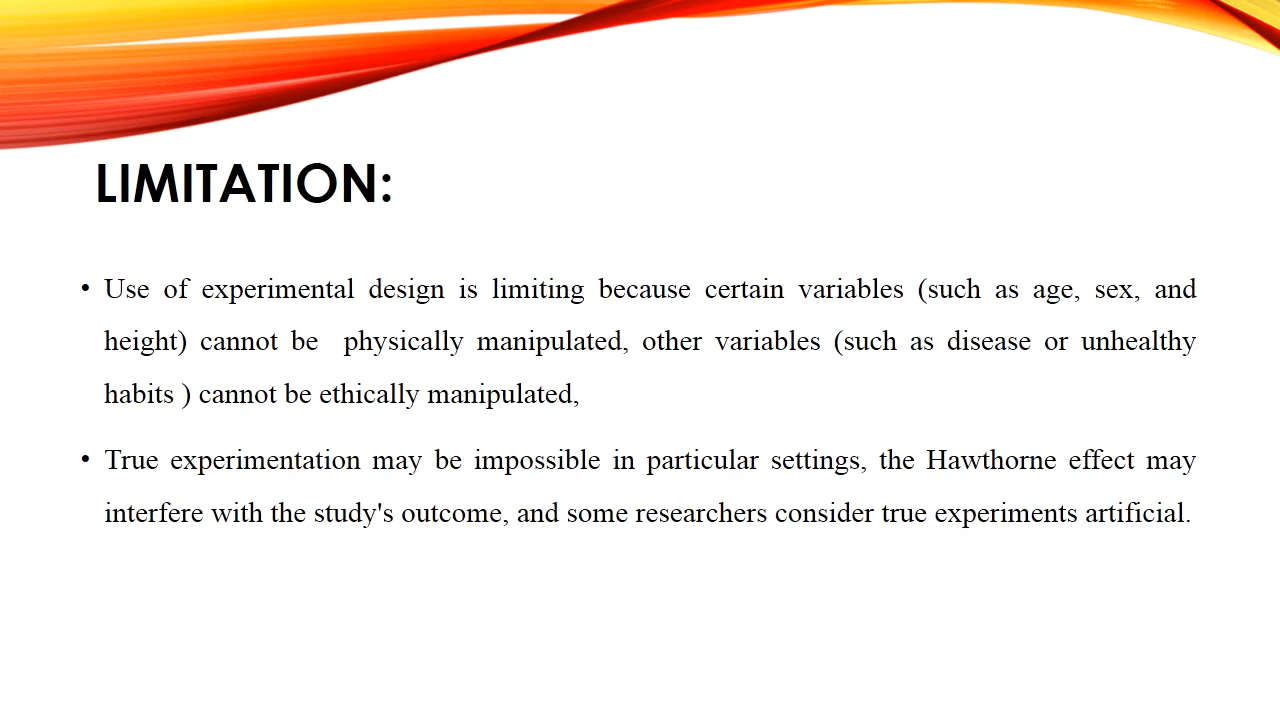 LIMITATION:
• Use of experimental design is limiting because certain variables (such as age, sex, and
height) cannot be  physically manipulated, other variables (such as disease or unhealthy
habits ) cannot be ethically manipulated,
• True experimentation may be impossible in particular settings, the Hawthorne effect may
interfere with the study's outcome, and some researchers consider true experiments artificial.